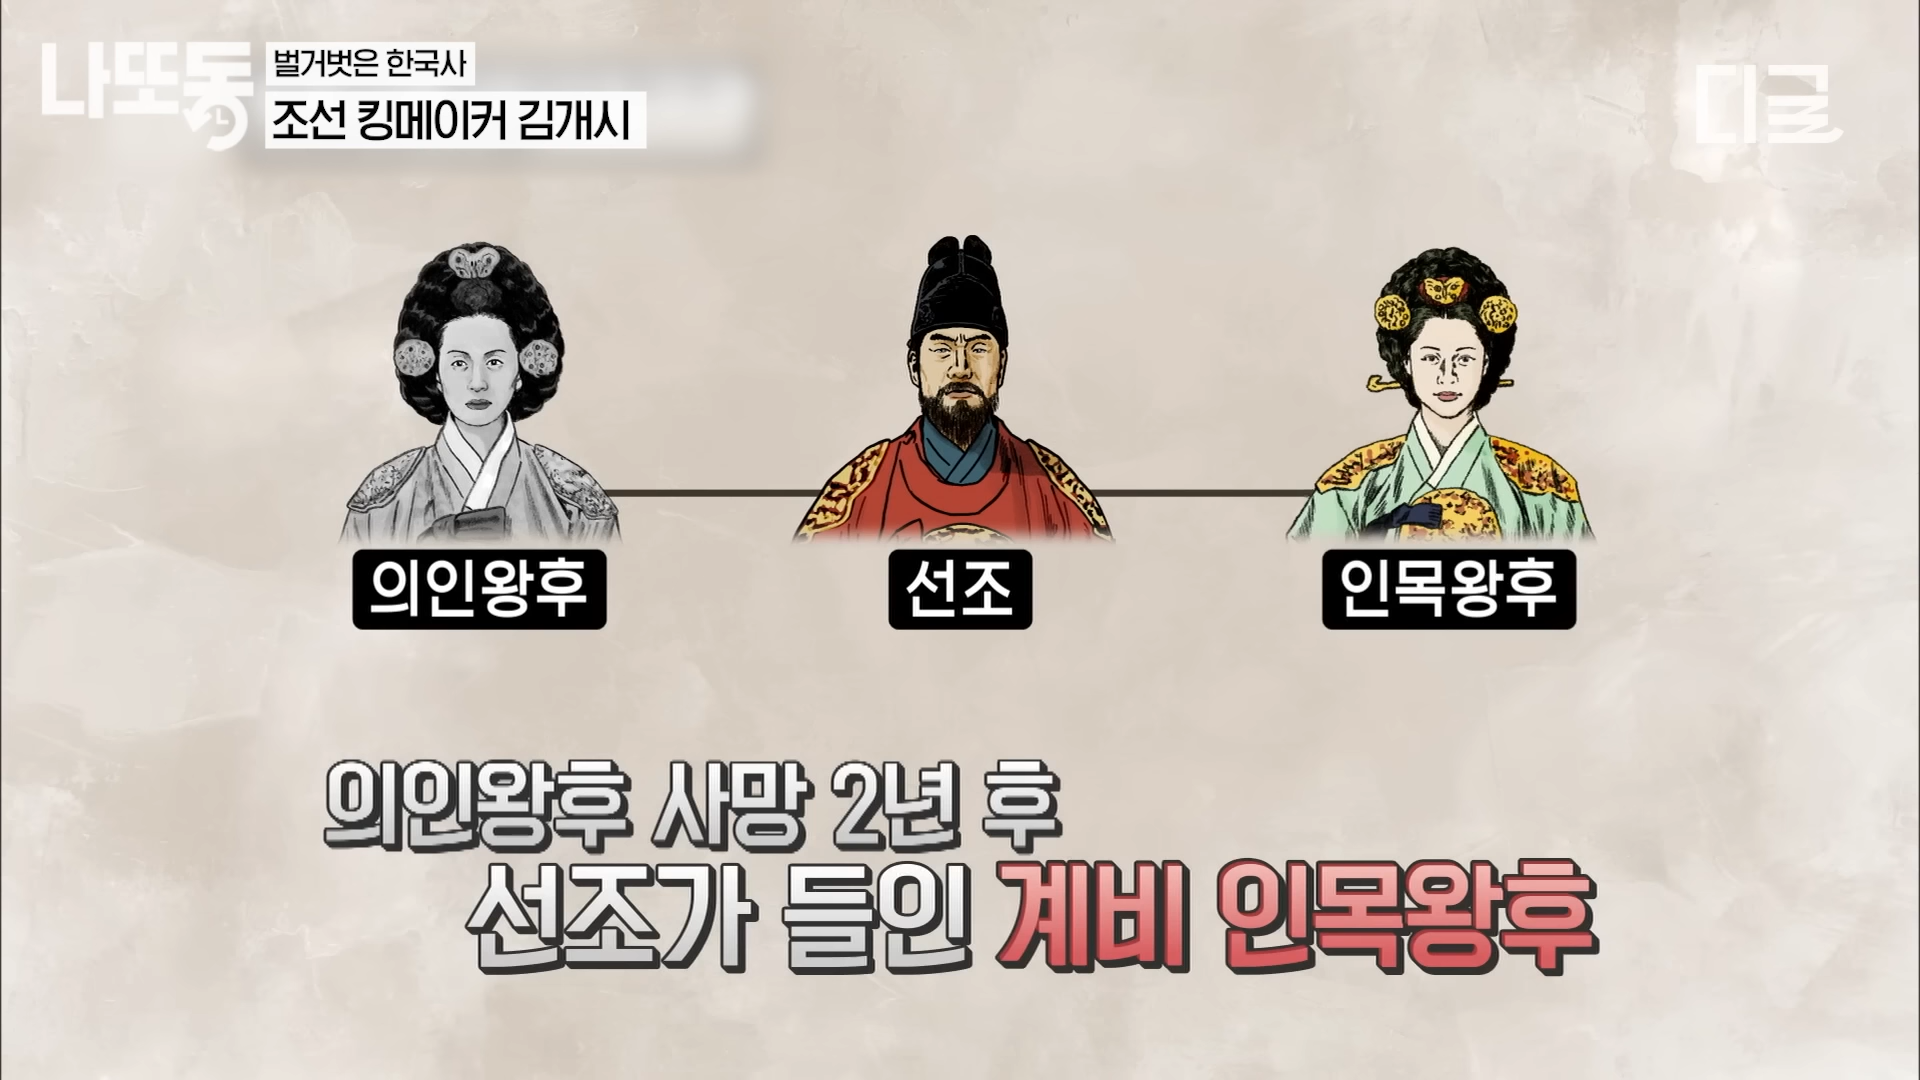 나또동
벌거벗은 한국사
조선 킹메이커 김개시
디글
의인왕후
선조
인목왕후
의인왕후 사망 2년 후
선조가 들인 계비 인목왕후